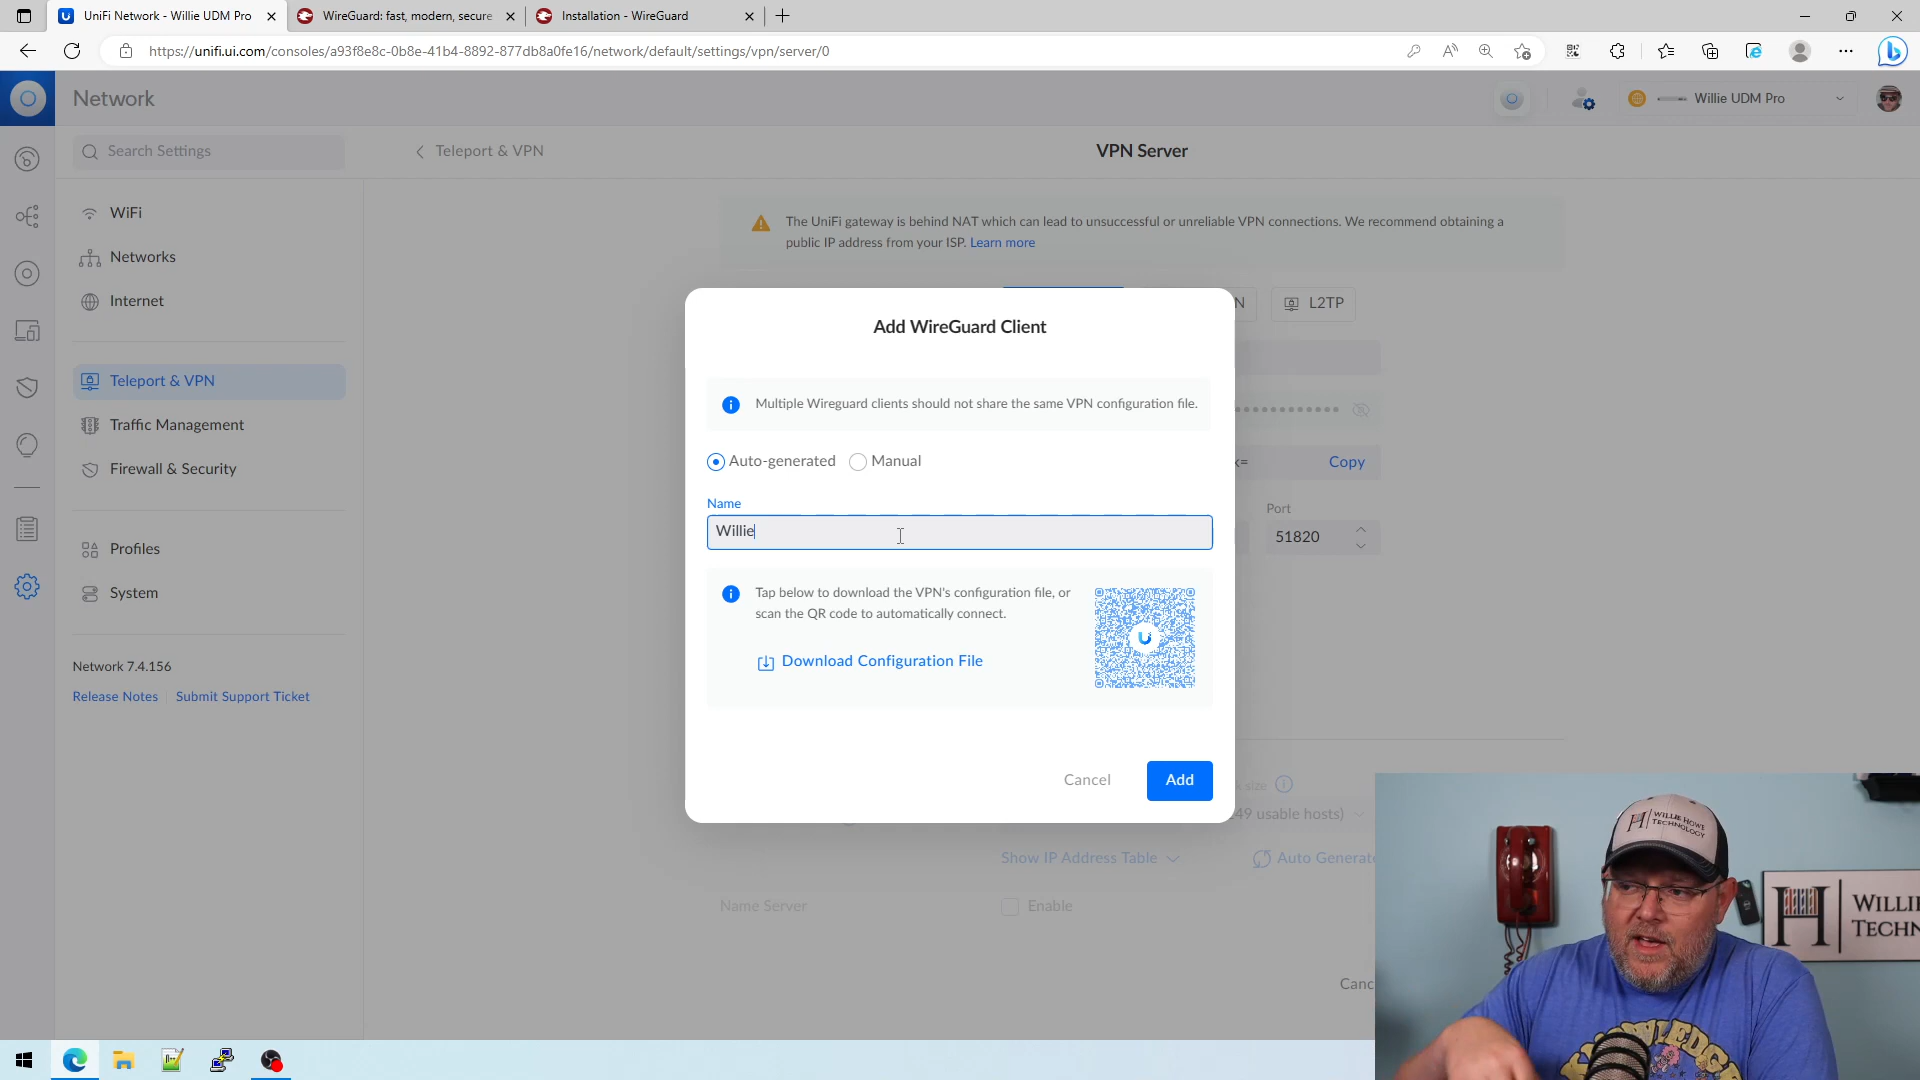 UniFi Network - Willie UDM Pro
WireGuard: fast, modern, secure
Installation - WireGuard
https://unifi.ui.com/consoles/a93f8e8c-0b8e-41b4-8892-877db8a0fe16/network/default/settings/vpn/server/0
Network
Willie UDM Pro
Search Settings
Teleport & VPN
VPN Server
WiFi
Networks
Internet
Teleport & VPN
Traffic Management
Firewall & Security
Profiles
System
Network 7.4.156
Release Notes
Submit Support Ticket
The UniFi gateway is behind NAT which can lead to unsuccessful or unreliable VPN connections. We recommend obtaining a
public IP address from your ISP. Learn more
N
L2TP
Add WireGuard Client
Multiple Wireguard clients should not share the same VPN configuration file.
Auto-generated
Manual
k=
Copy
Name
Willie
Port
51820
Tap below to download the VPN's configuration file, or
scan the QR code to automatically connect.
Download Configuration File
Cancel
Add
k size
49 usable hosts)
Show IP Address Table
Auto Generate
Name Server
Enable
Canc
WILLIE HOWE
TECHNOLOGY
WILLIE
TECHN